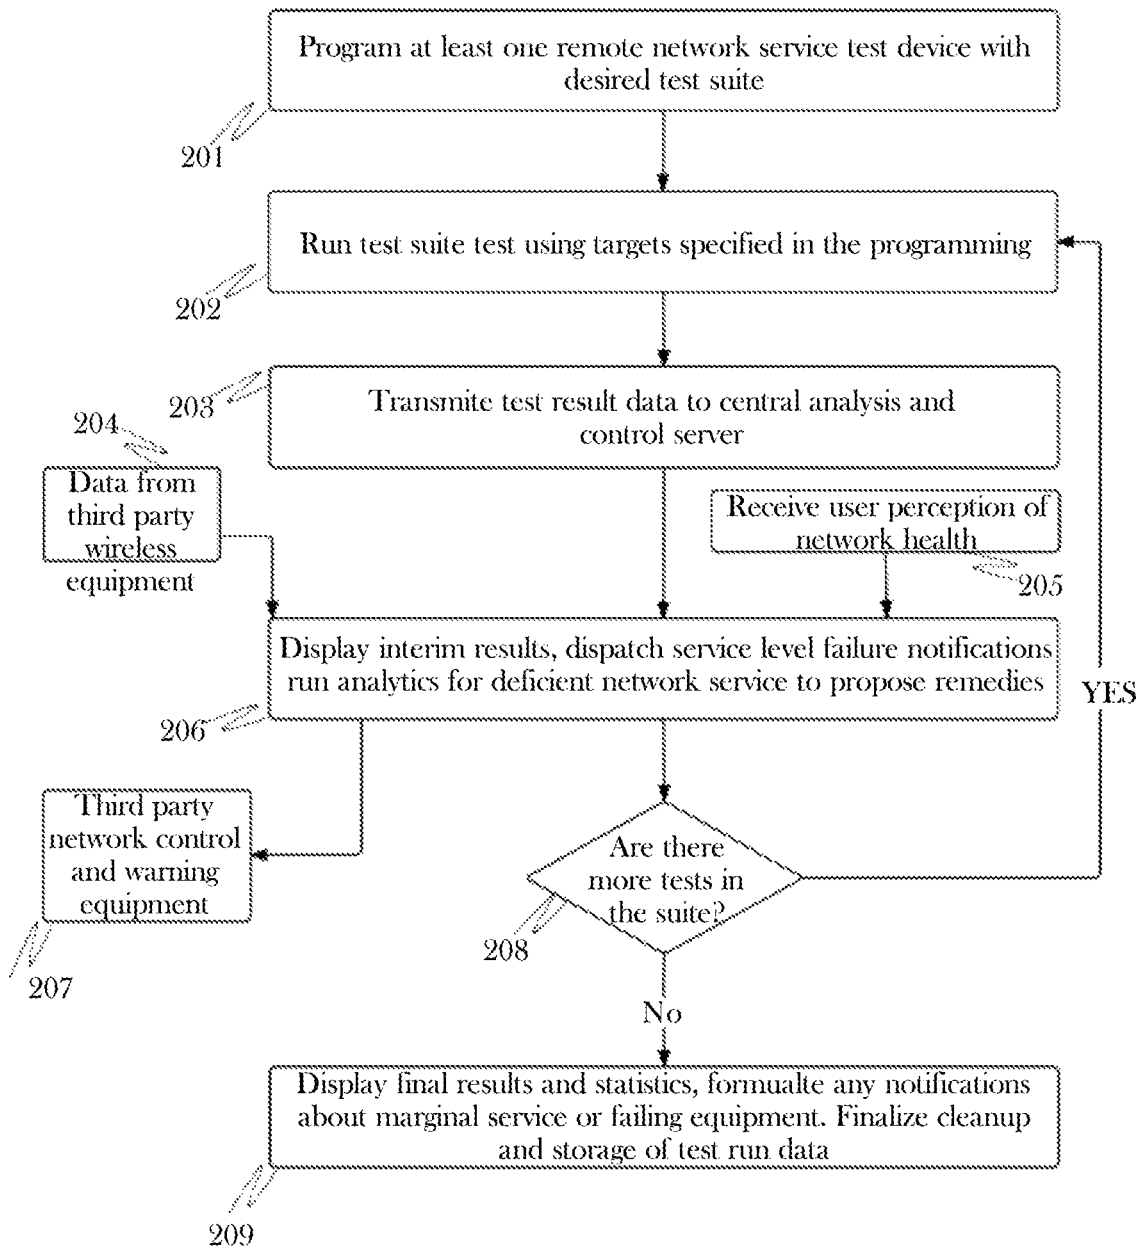 Program at least one remote network service test device with
desired test suite
201
Run test suite test using targets specified in the programming
202
Transmite test result data to central analysis and
control server
203
204
Data from
third party
wireless
equipment
Receive user perception of
network health
205
Display interim results, dispatch service level failure notifications
run analytics for deficient network service to propose remedies
206
YES
Third party
network control
and warning
equipment
207
Are there
more tests in
the suite?
208
No
Display final results and statistics, formualte any notifications
about marginal service or failing equipment. Finalize cleanup
and storage of test run data
209